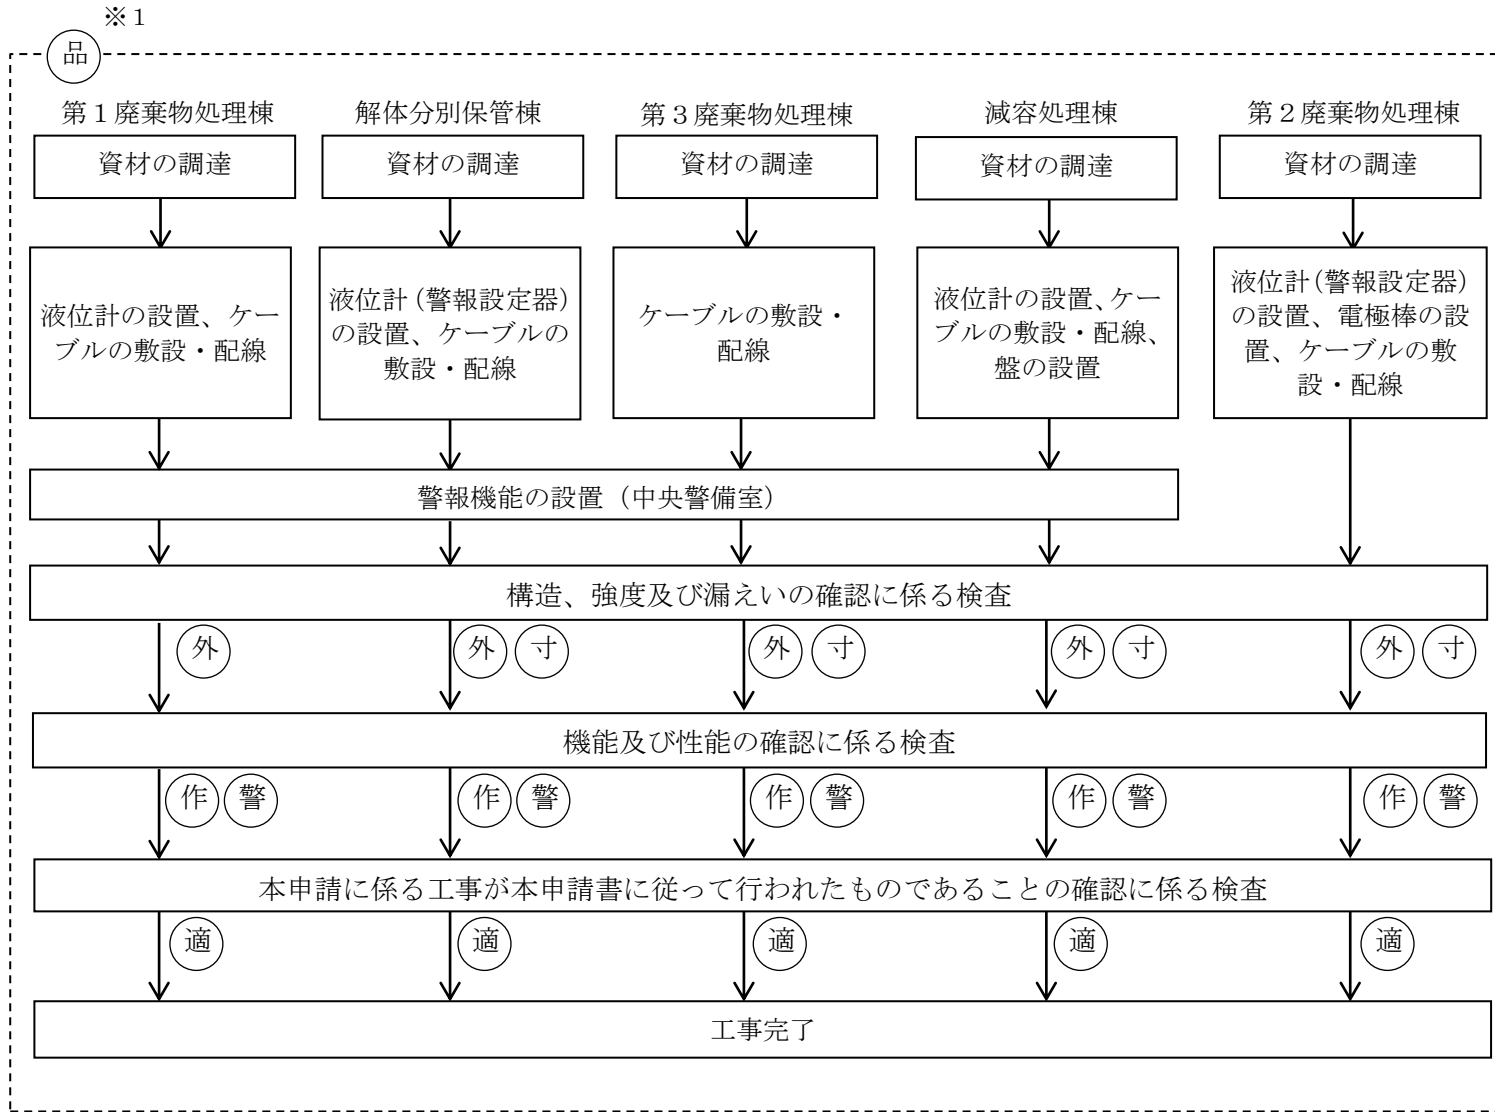 ※１
品
第１廃棄物処理棟
解体分別保管棟
第３廃棄物処理棟
減容処理棟
第２廃棄物処理棟
資材の調達
資材の調達
資材の調達
資材の調達
資材の調達
液位計の設置、ケー
ブルの敷設・配線
液位計（警報設定器）
の設置、ケーブルの
敷設・配線
ケーブルの敷設・
配線
液位計の設置、ケー
ブルの敷設・配線、
盤の設置
液位計（警報設定器）
の設置、電極棒の設
置、ケーブルの敷
設・配線
警報機能の設置（中央警備室）
構造、強度及び漏えいの確認に係る検査
外
外 寸
外 寸
外 寸
外 寸
機能及び性能の確認に係る検査
作 警
作 警
作 警
作 警
作 警
本申請に係る工事が本申請書に従って行われたものであることの確認に係る検査
適
適
適
適
適
工事完了